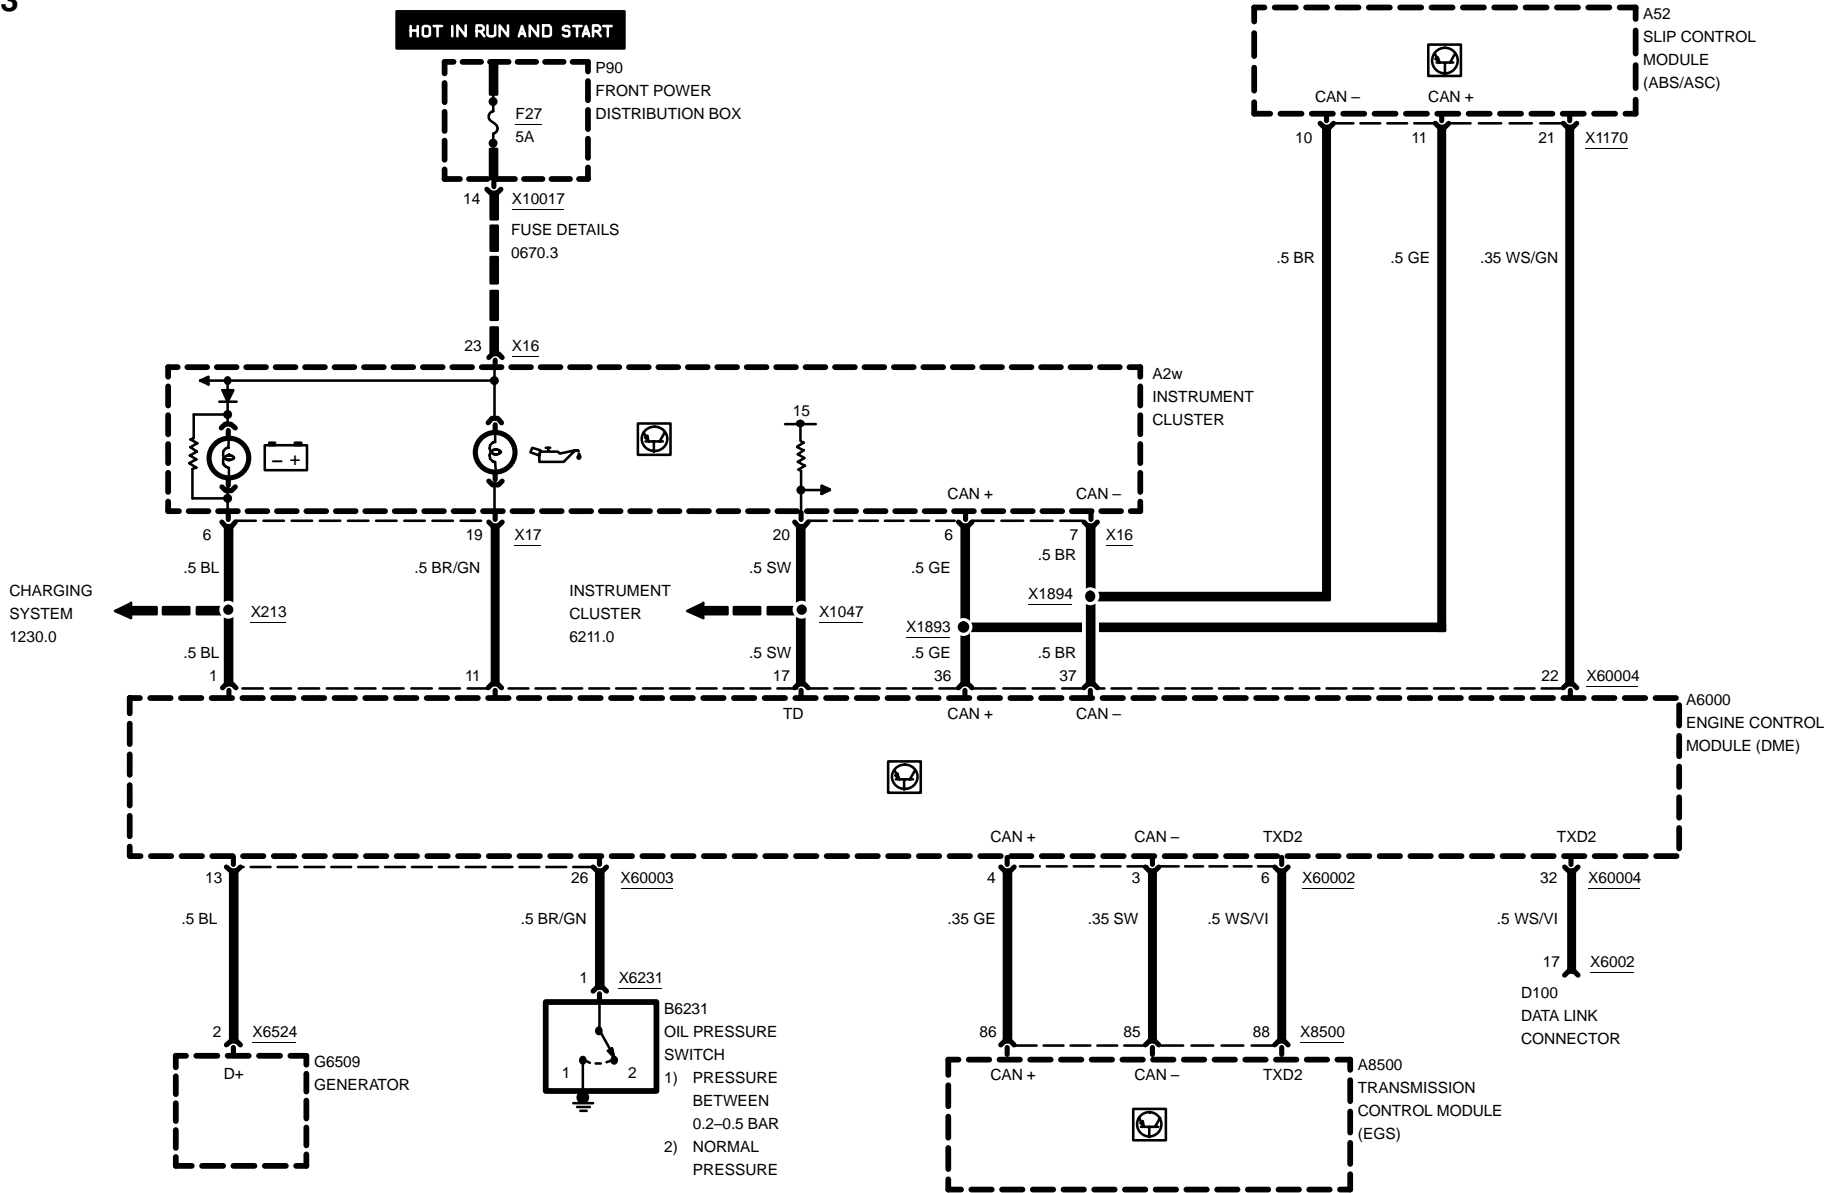 3
HOT IN RUN AND START
P90
FRONT POWER
DISTRIBUTION BOX
F27
5A
14 X10017
FUSE DETAILS
0670.3
23 X16
A52
SLIP CONTROL
MODULE
(ABS/ASC)
CAN – CAN +
10 11 21 X1170
.5 BR .5 GE .35 WS/GN
A2w
INSTRUMENT
CLUSTER
15
– +
CAN + CAN –
6 19 X17 20 6 7 X16
.5 BR
.5 BL .5 BR/GN .5 SW .5 GE
CHARGING
SYSTEM
1230.0
X213
INSTRUMENT
CLUSTER
6211.0
X1047
X1894
X1893
.5 BL .5 SW .5 GE .5 BR
1 11 17 36 37 22 X60004
TD CAN + CAN –
A6000
ENGINE CONTROL
MODULE (DME)
CAN + CAN – TXD2 TXD2
13 26 X60003 4 3 6 X60002 32 X60004
.5 BL .5 BR/GN .35 GE .35 SW .5 WS/VI .5 WS/VI
17 X6002
D100
DATA LINK
CONNECTOR
1 X6231
B6231
OIL PRESSURE
SWITCH
1) PRESSURE
BETWEEN
0.2–0.5 BAR
2) NORMAL
PRESSURE
1 2
2 X6524
G6509
GENERATOR
D+
86 85 88 X8500
CAN + CAN – TXD2
A8500
TRANSMISSION
CONTROL MODULE
(EGS)